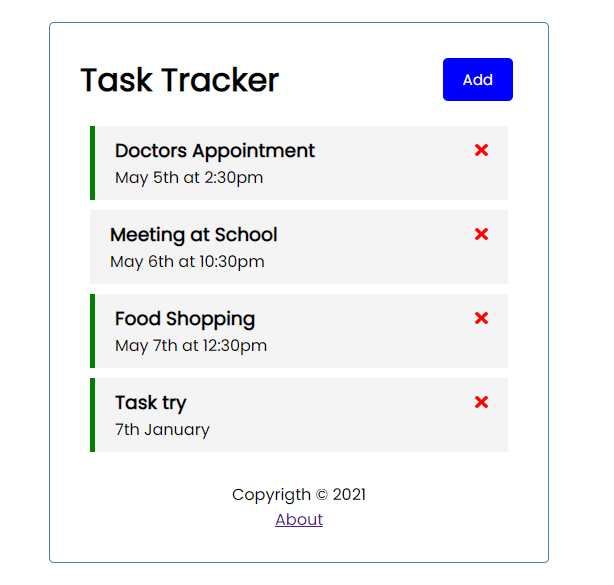 Task Tracker
Add
Doctors Appointment
May 5th at 2:30pm
Meeting at School
May 6th at 10:30pm
Food Shopping
May 7th at 12:30pm
Task try
7th January
Copyrigth © 2021
About